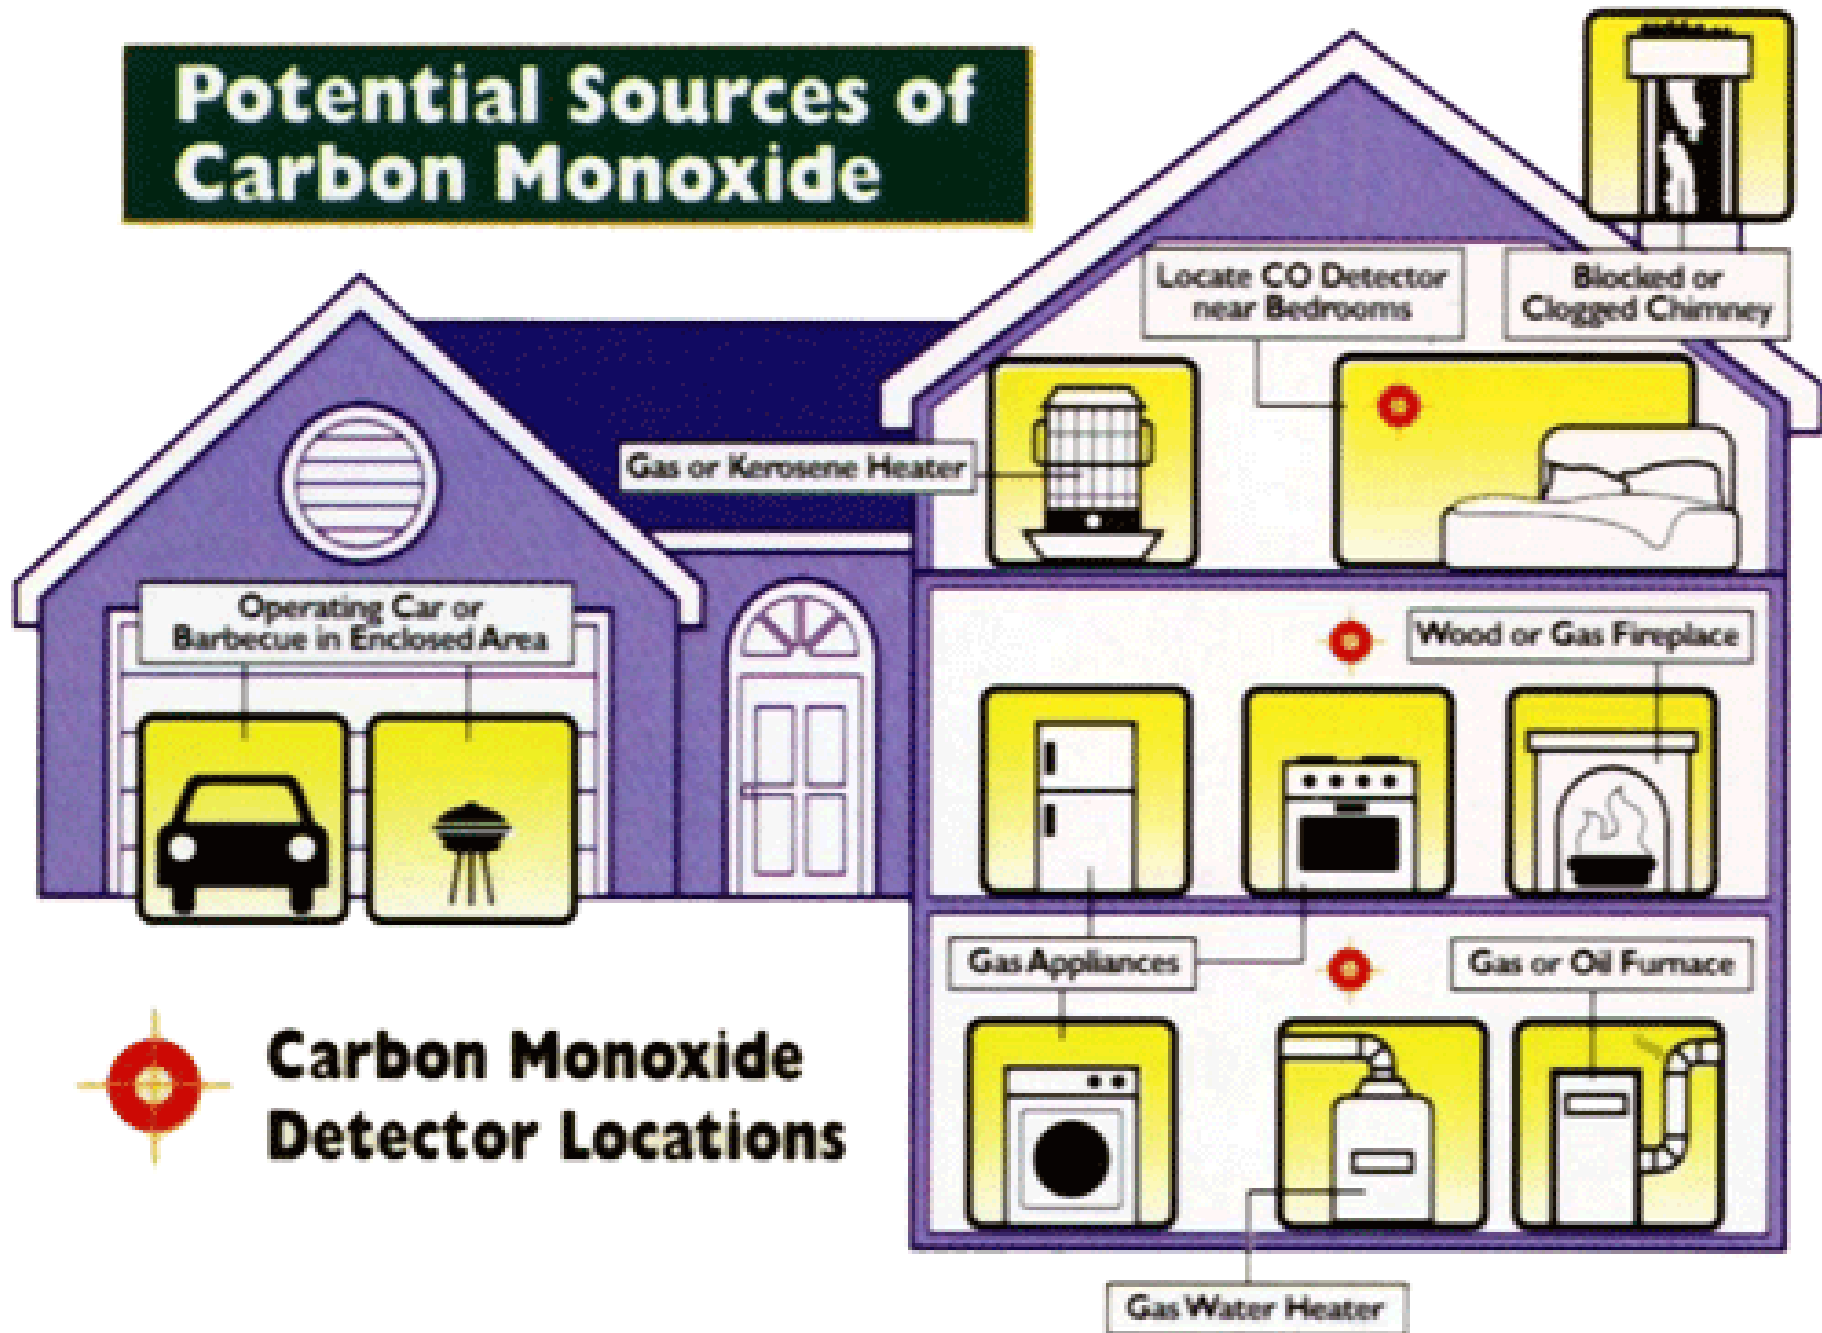 Potential Sources of
Carbon Monoxide
Locate CO Detector
near Bedrooms
Blocked or
Clogged Chimney
Gas or Kerosene Heater
Operating Car or
Barbecue in Enclosed Area
Wood or Gas Fireplace
Gas Appliances
Gas or Oil Furnace
Carbon Monoxide
Detector Locations
Gas Water Heater